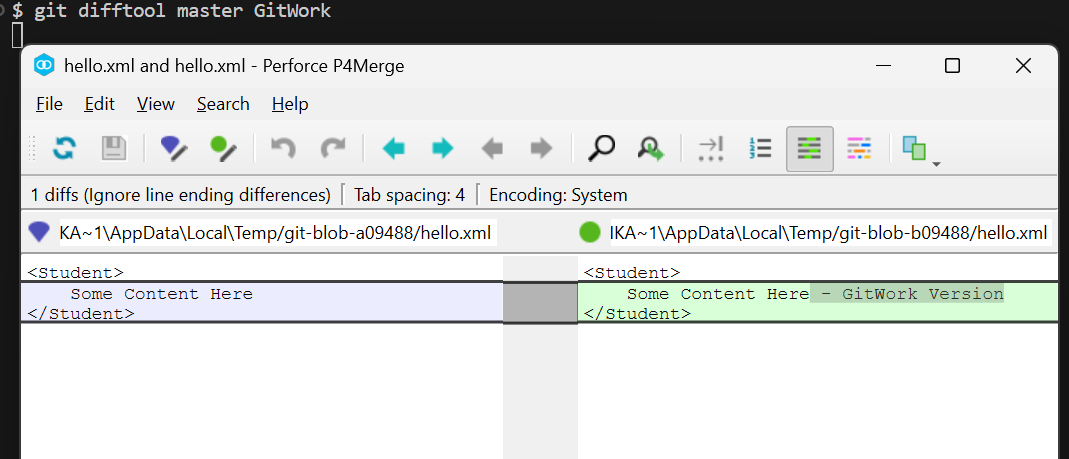 $ git difftool master GitWork
hello.xml and hello.xml - Perforce P4Merge
File Edit View Search Help
1 diffs (Ignore line ending differences) Tab spacing: 4 Encoding: System
KA~1\AppData\Local\Temp/git-blob-a09488/hello.xml
IKA~1\AppData\Local\Temp/git-blob-b09488/hello.xml
<Student>
Some Content Here
</Student>
<Student>
Some Content Here - GitWork Version
</Student>